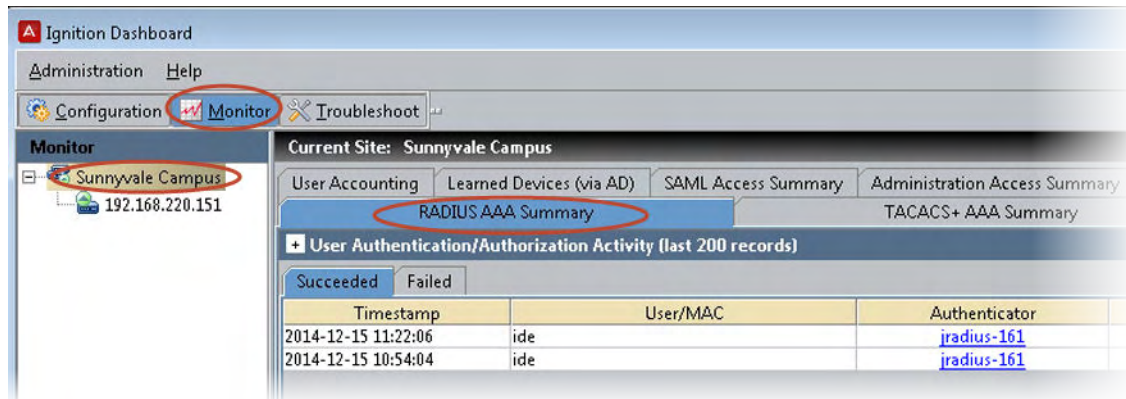 Ignition Dashboard
Administration Help
Configuration Monitor Troubleshoot
Monitor
Sunnyvale Campus
192.168.220.151
Current Site: Sunnyvale Campus
User Accounting Learned Devices (via AD) SAML Access Summary Administration Access Summary
RADIUS AAA Summary TACACS+ AAA Summary
+ User Authentication/Authorization Activity (last 200 records)
Succeeded Failed
Timestamp User/MAC Authenticator
2014-12-15 11:22:06 ide jradius-161
2014-12-15 10:54:04 ide jradius-161